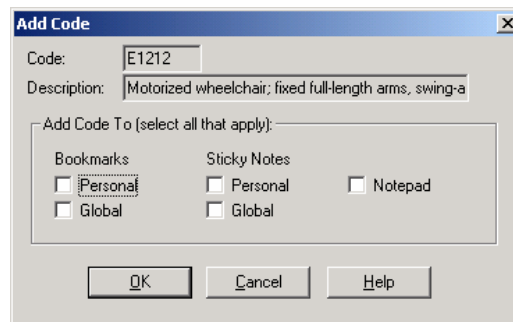 Add Code
Code: E1212
Description: Motorized wheelchair; fixed full-length arms, swing-a
Add Code To (select all that apply):
Bookmarks Sticky Notes
Personal Personal Notepad
Global Global
OK Cancel Help